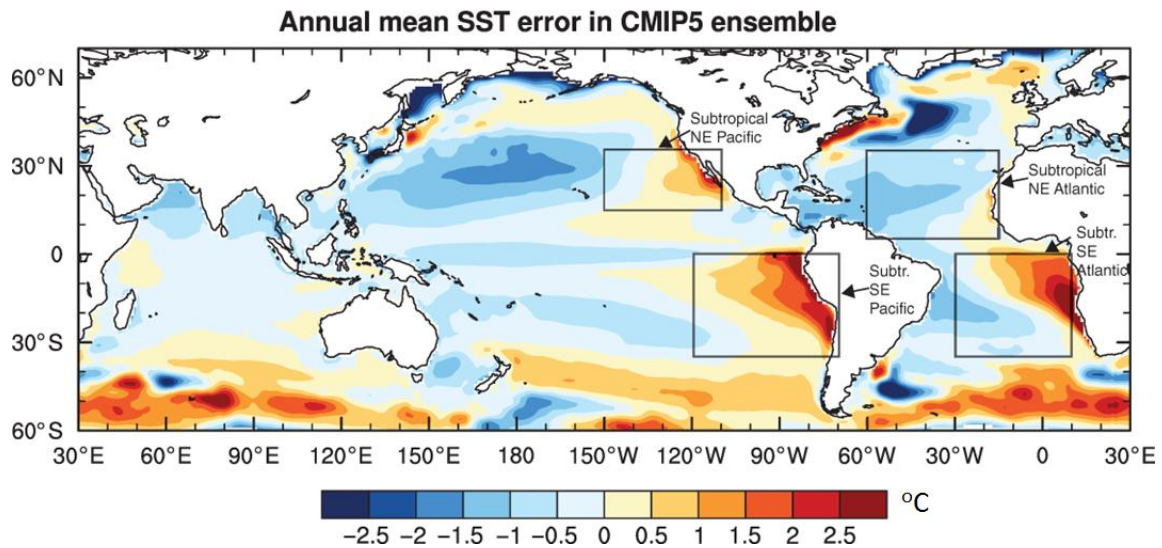 Annual mean SST error in CMIP5 ensemble
60°N
30°N
0
30°S
60°S
Subtropical
NE Pacific
Subtropical
NE Atlantic
Subtr.
SE
Atlantic
Subtr.
SE
Pacific
30°E 60°E 90°E 120°E 150°E 180 150°W 120°W 90°W 60°W 30°W 0 30°E
−2.5 −2 −1.5 −1 −0.5 0 0.5 1 1.5 2 2.5
°C